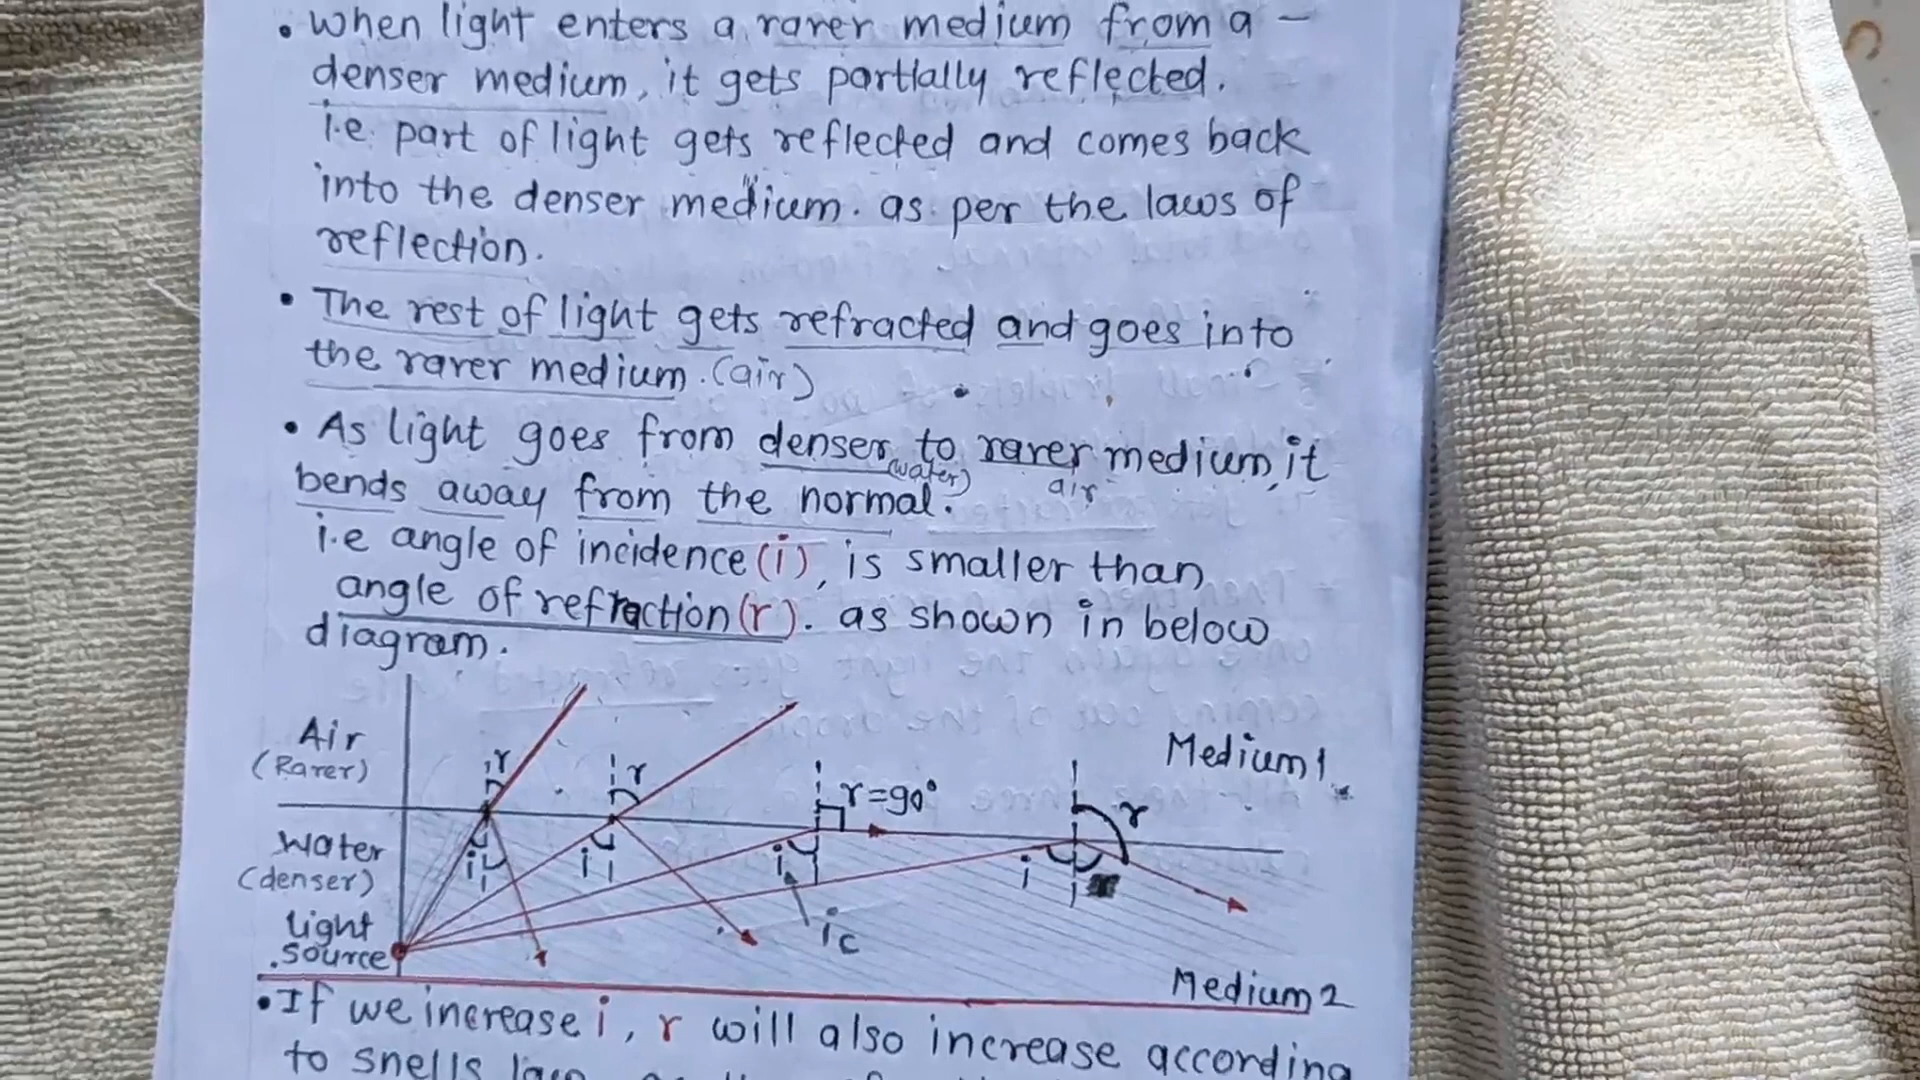 • When light enters a rarer medium from a –
denser medium, it gets partially reflected.
i.e. part of light gets reflected and comes back
into the denser medium. as per the laws of
reflection.
• The rest of light gets refracted and goes into
the rarer medium. (air)
• As light goes from denser to rarer medium, it
(water) air
bends away from the normal.
i.e angle of incidence (i), is smaller than
angle of refraction (r). as shown in below
diagram.
Air
(Rarer)
Medium 1
r
r
r=90°
r
Water
(denser)
i
i
i
i
ic
light
source
Medium 2
• If we increase i, r will also increase according
to snells law